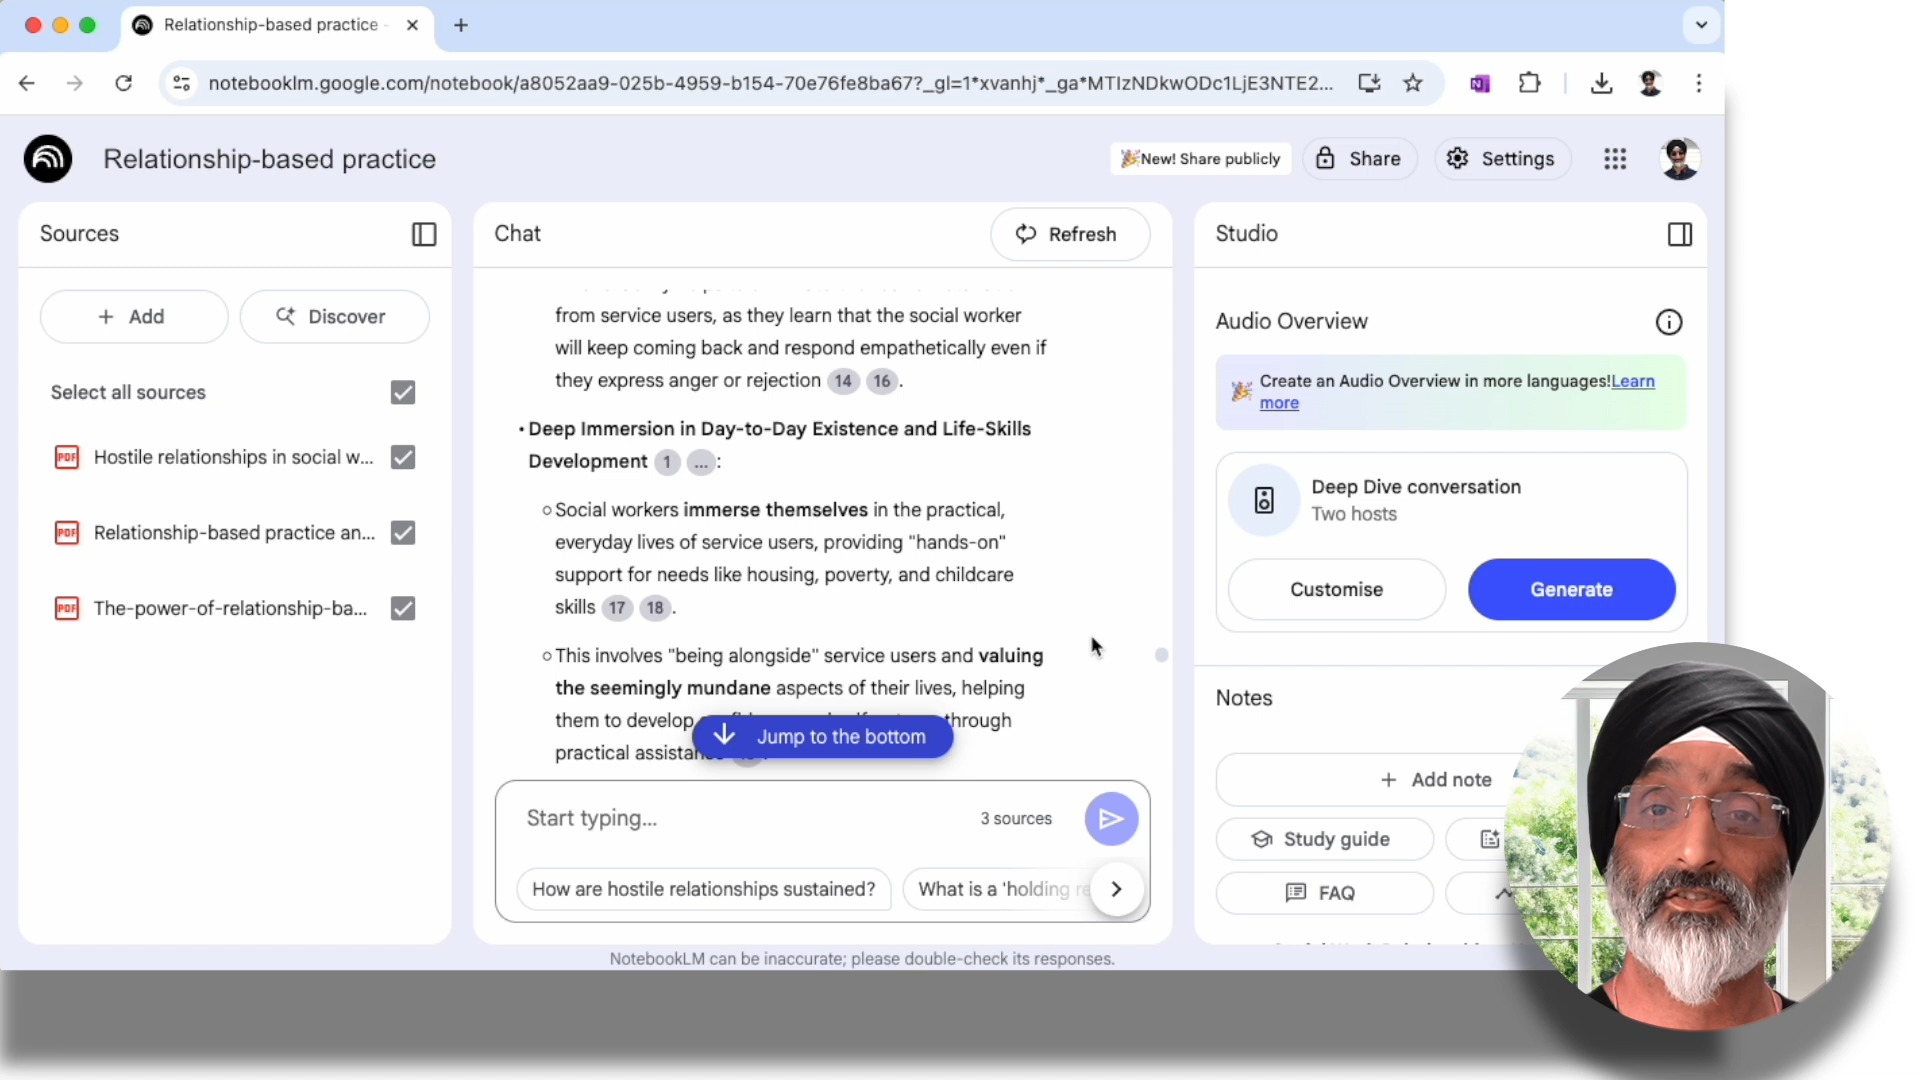 Relationship-based practice -
notebooklm.google.com/notebook/a8052aa9-025b-4959-b154-70e76fe8ba67?_gl=1*xvanhj*_ga*MTIzNDkwODc1LjE3NTE2...
Relationship-based practice
New! Share publicly
Share
Settings
Sources
Add
Discover
Select all sources
PDF Hostile relationships in social w...
PDF Relationship-based practice an...
PDF The-power-of-relationship-ba...
Chat
Refresh
from service users, as they learn that the social worker
will keep coming back and respond empathetically even if
they express anger or rejection 14 16 .
• Deep Immersion in Day-to-Day Existence and Life-Skills
Development 1 ... :
○ Social workers immerse themselves in the practical,
everyday lives of service users, providing "hands-on"
support for needs like housing, poverty, and childcare
skills 17 18 .
○ This involves "being alongside" service users and valuing
the seemingly mundane aspects of their lives, helping
them to develop through
practical
Jump to the bottom
Start typing...
3 sources
How are hostile relationships sustained?
What is a 'holding
NotebookLM can be inaccurate; please double-check its responses.
Studio
Audio Overview
Create an Audio Overview in more languages!Learn
more
Deep Dive conversation
Two hosts
Customise
Generate
Notes
+ Add note
Study guide
FAQ